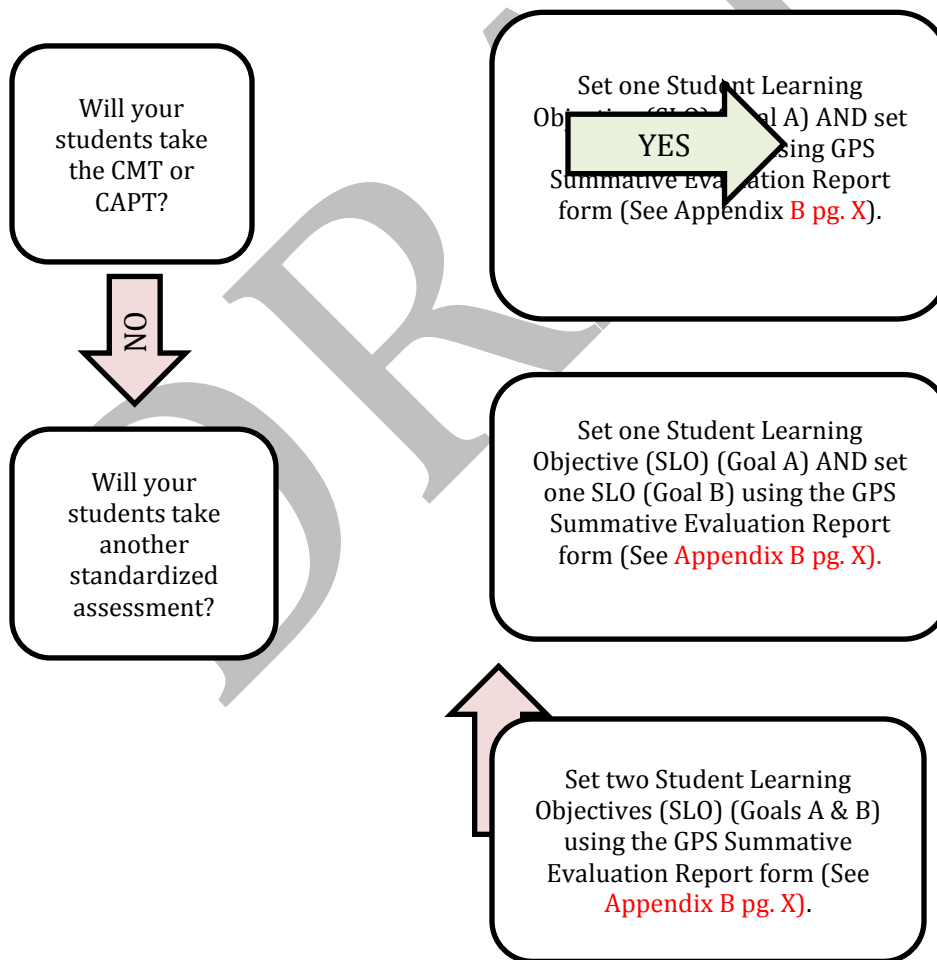 Will your
students take
the CMT or
CAPT?
YES
Set one Student Learning
A) AND set
GPS
Summative Evaluation Report
form (See Appendix B pg. X).
NO
Will your
students take
another
standardized
assessment?
Set one Student Learning
Objective (SLO) (Goal A) AND set
one SLO (Goal B) using the GPS
Summative Evaluation Report
form (See Appendix B pg. X).
Set two Student Learning
Objectives (SLO) (Goals A & B)
using the GPS Summative
Evaluation Report form (See
Appendix B pg. X).